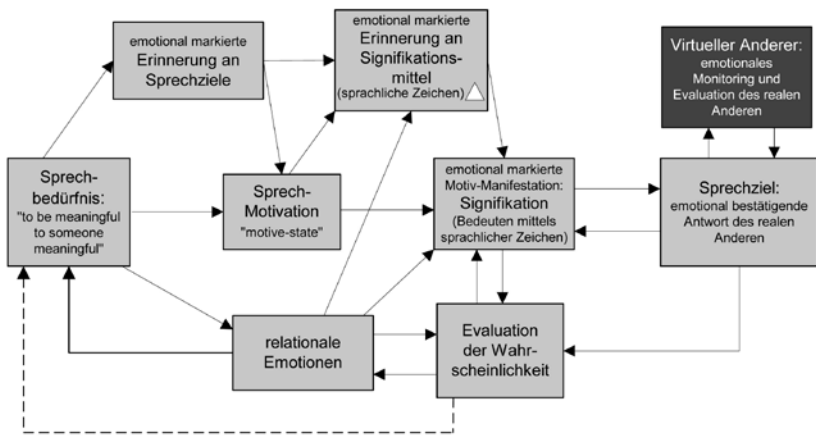 emotional markierte
Erinnerung an
Sprechziele
emotional markierte
Erinnerung an
Signifikations-
mittel
(sprachliche Zeichen)
Virtueller Anderer:
emotionales
Monitoring und
Evaluation des realen
Anderen
Sprech-
bedürfnis:
"to be meaningful
to someone
meaningful"
Sprech-
Motivation
"motive-state"
emotional markierte
Motiv-Manifestation:
Signifikation
(Bedeuten mittels
sprachlicher Zeichen)
Sprechziel:
emotional bestätigende
Antwort des realen
Anderen
relationale
Emotionen
Evaluation
der Wahr-
scheinlichkeit